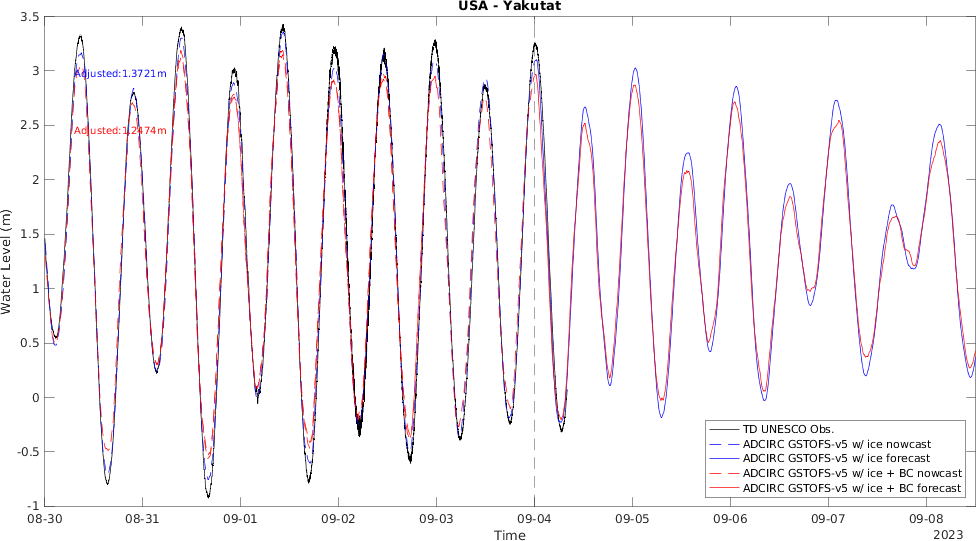 USA - Yakutat
3.5
3
2.5
2
1.5
1
0.5
0
-0.5
-1
Water Level (m)
Adjusted:1.3721m
Adjusted:1.2474m
TD UNESCO Obs.
ADCIRC GSTOFS-v5 w/ ice nowcast
ADCIRC GSTOFS-v5 w/ ice forecast
ADCIRC GSTOFS-v5 w/ ice + BC nowcast
ADCIRC GSTOFS-v5 w/ ice + BC forecast
08-30 08-31 09-01 09-02 09-03 09-04 09-05 09-06 09-07 09-08
Time
2023